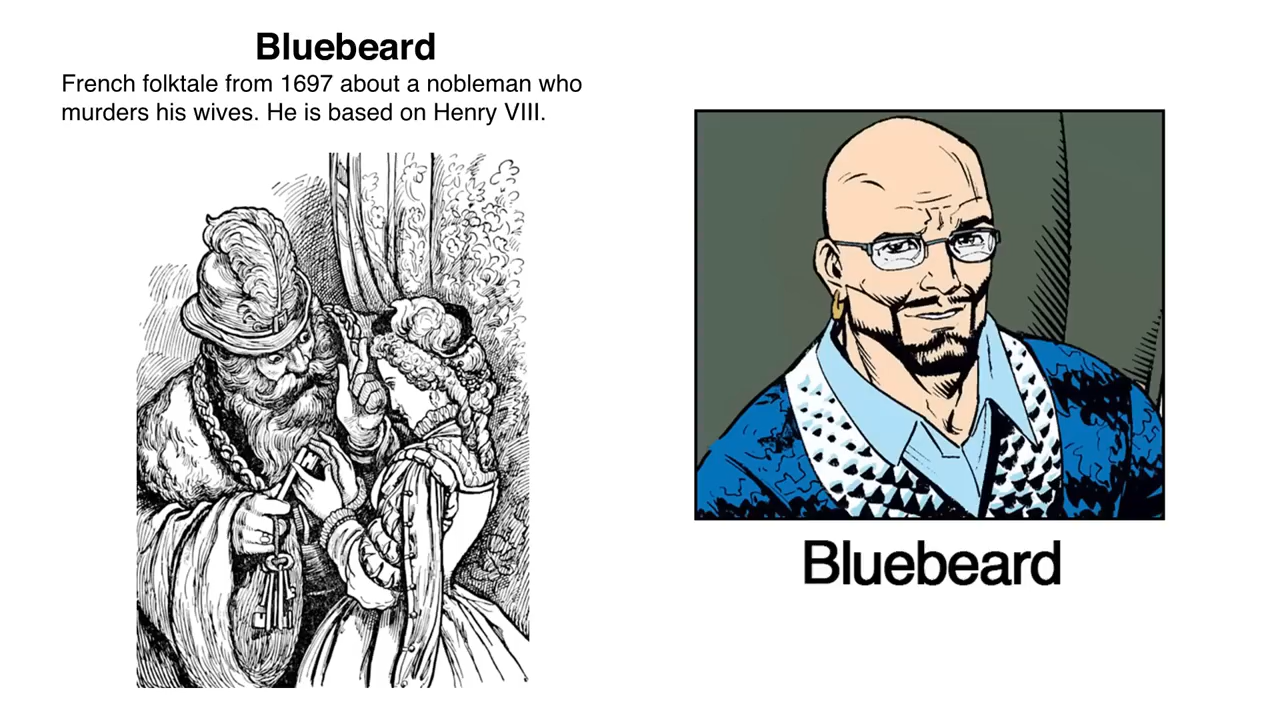 Bluebeard
French folktale from 1697 about a nobleman who
murders his wives. He is based on Henry VIII.
Bluebeard